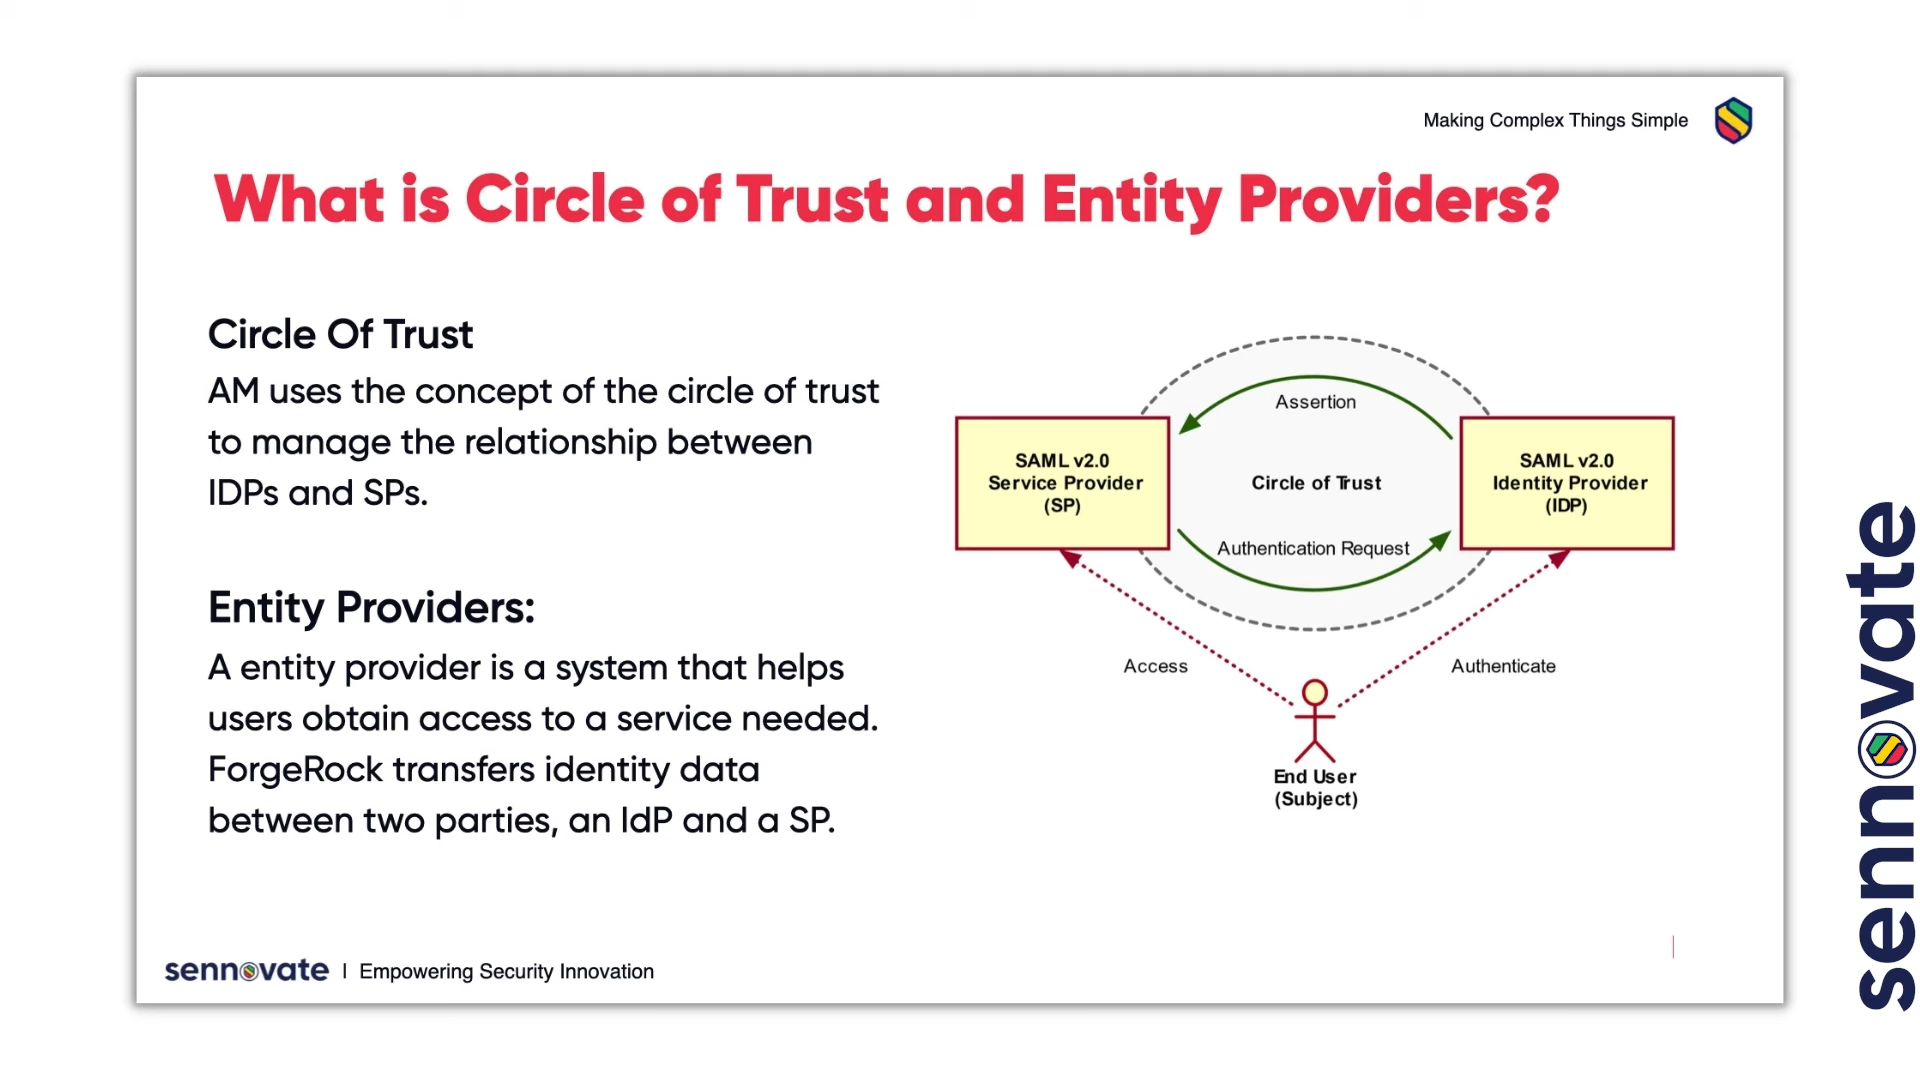 Making Complex Things Simple
What is Circle of Trust and Entity Providers?
Circle Of Trust
AM uses the concept of the circle of trust
to manage the relationship between
IDPs and SPs.
Entity Providers:
A entity provider is a system that helps
users obtain access to a service needed.
ForgeRock transfers identity data
between two parties, an IdP and a SP.
Assertion
SAML v2.0
Service Provider
(SP)
Circle of Trust
SAML v2.0
Identity Provider
(IDP)
Authentication Request
Access
Authenticate
End User
(Subject)
sennovate | Empowering Security Innovation
sennovate